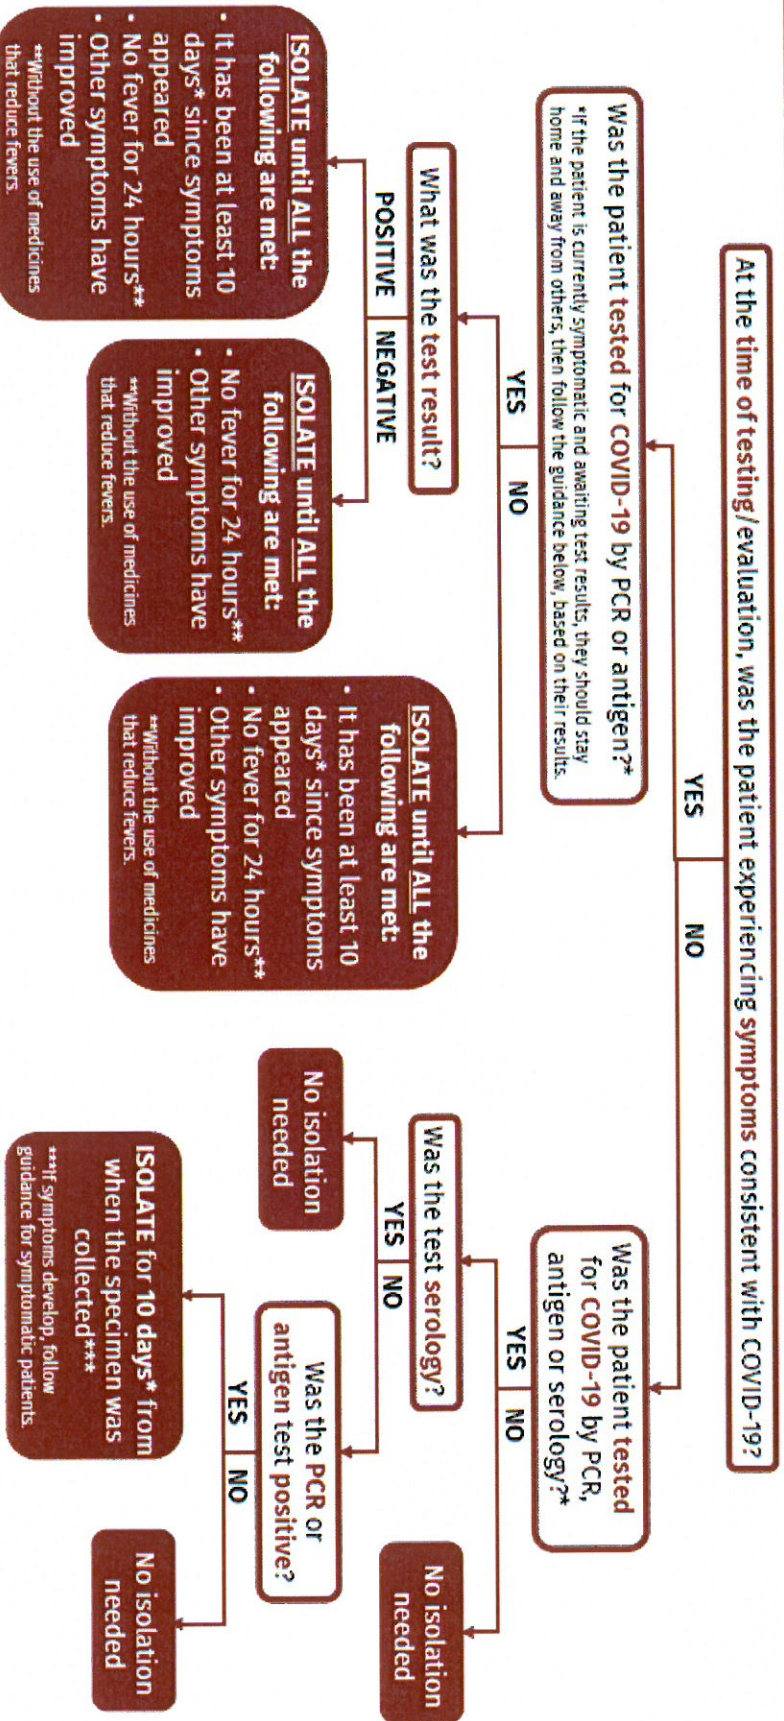 At the time of testing/evaluation, was the patient experiencing symptoms consistent with COVID-19?
YES
NO
Was the patient tested for COVID-19 by PCR or antigen?*
*If the patient is currently symptomatic and awaiting test results, they should stay
home and away from others, then follow the guidance below, based on their results.
YES
NO
What was the test result?
POSITIVE
NEGATIVE
ISOLATE until ALL the
following are met:
• It has been at least 10
days* since symptoms
appeared
• No fever for 24 hours**
• Other symptoms have
improved
**Without the use of medicines
that reduce fevers.
ISOLATE until ALL the
following are met:
• No fever for 24 hours**
• Other symptoms have
improved
**Without the use of medicines
that reduce fevers.
ISOLATE until ALL the
following are met:
• It has been at least 10
days* since symptoms
appeared
• No fever for 24 hours**
• Other symptoms have
improved
**Without the use of medicines
that reduce fevers.
Was the patient tested
for COVID-19 by PCR,
antigen or serology?*
YES
NO
Was the test serology?
No isolation
needed
YES
NO
No isolation
needed
Was the PCR or
antigen test positive?
YES
NO
ISOLATE for 10 days* from
when the specimen was
collected***
***If symptoms develop, follow
guidance for symptomatic patients.
No isolation
needed